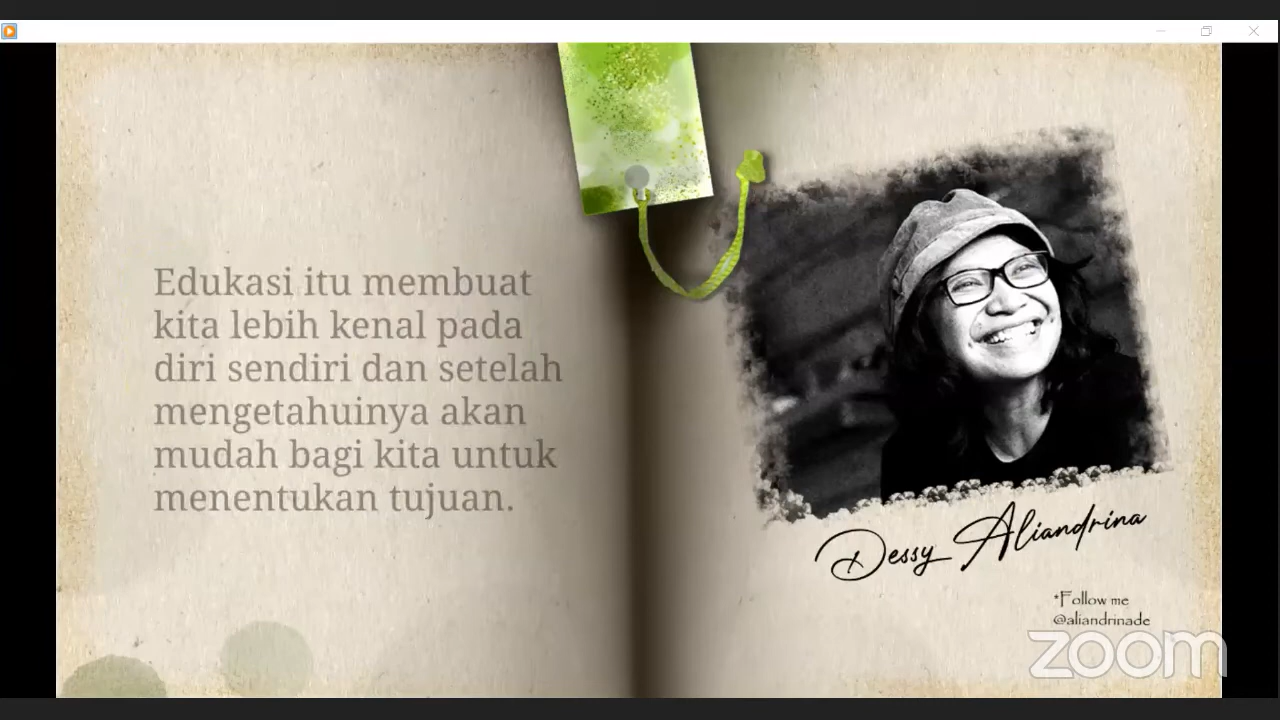 Edukasi itu membuat
kita lebih kenal pada
diri sendiri dan setelah
mengetahuinya akan
mudah bagi kita untuk
menentukan tujuan.
Dessy Aliandrina
*Follow me
@aliandrinade
zoom